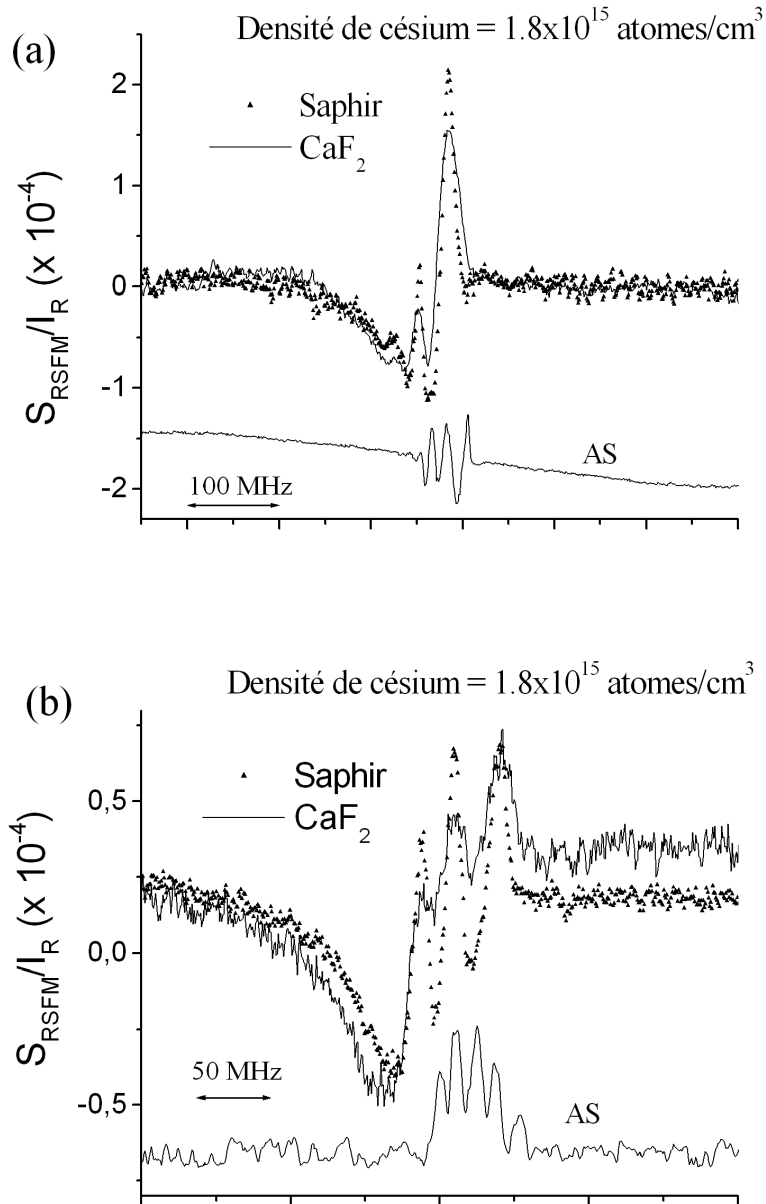 (a)
Densité de césium = 1.8x10^15 atomes/cm^3
Saphir
CaF_2
S_RSFM/I_R (x 10^-4)
2
1
0
-1
-2
AS
100 MHz
(b)
Densité de césium = 1.8x10^15 atomes/cm^3
Saphir
CaF_2
S_RSFM/I_R (x 10^-4)
0,5
0,0
-0,5
50 MHz
AS